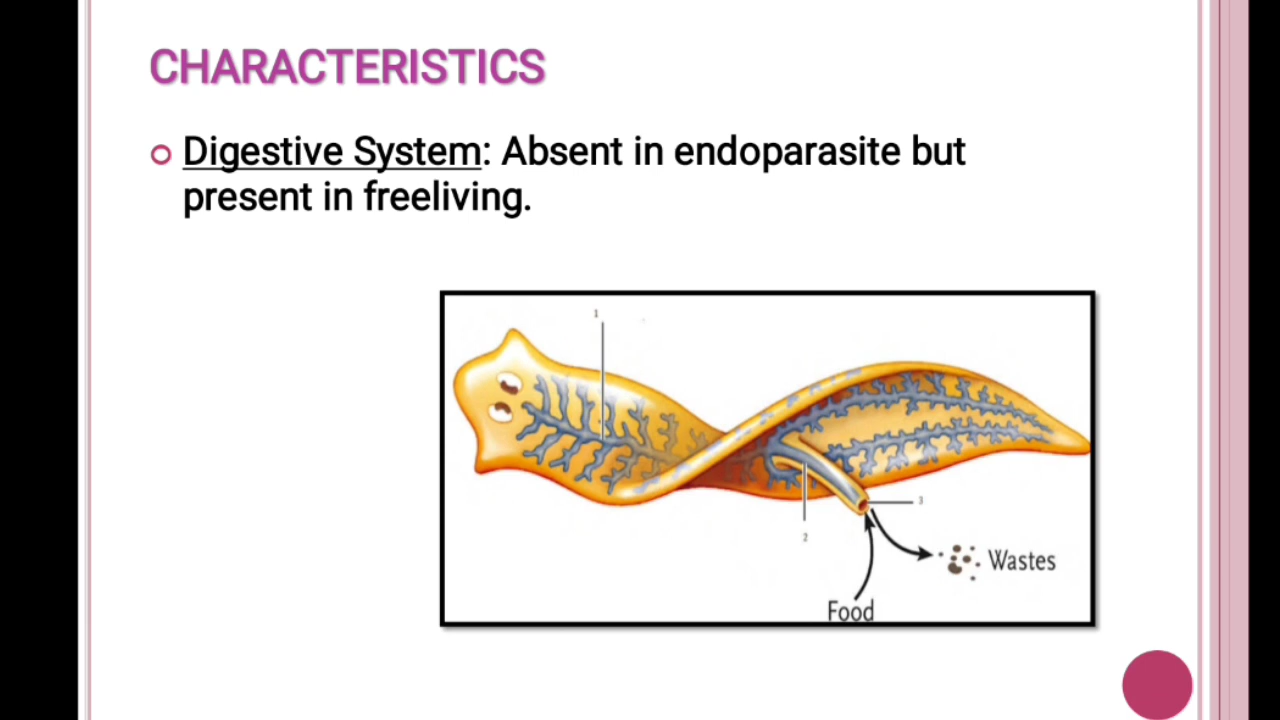 CHARACTERISTICS
Digestive System: Absent in endoparasite but
present in freeliving.
1
3
2
Wastes
Food